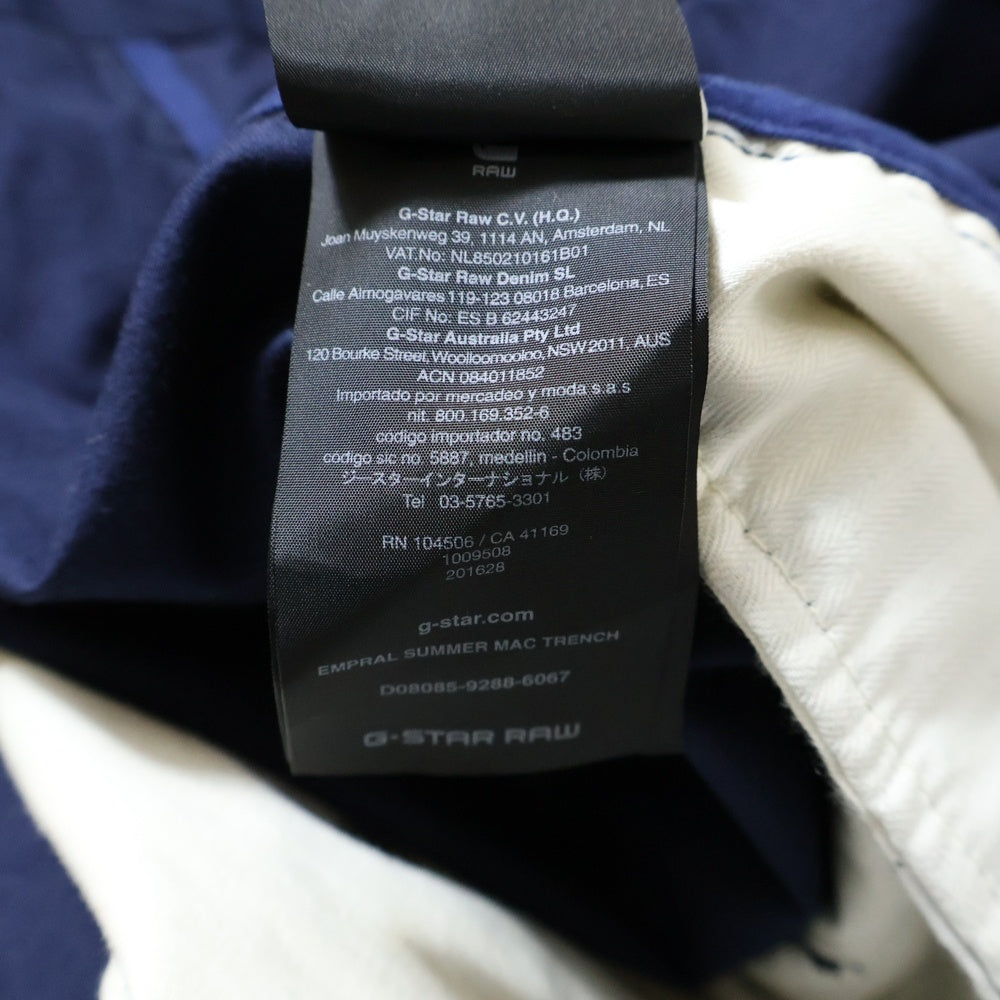 RAW
G-Star Raw C.V. (H.Q.)
Joan Muyskenweg 39, 1114 AN, Amsterdam, NL
VAT.No: NL850210161B01
G-Star Raw Denim SL
Calle Almogavares 119-123 08018 Barcelona, ES
CIF No. ES B 62443247
G-Star Australia Pty Ltd
120 Bourke Street, Woolloomooloo, NSW 2011, AUS
ACN 084011852
Importado por mercadeo y moda s.a.s
nit. 800.169.352-6
codigo importador no. 483
codigo sic no. 5887, medellin - Colombia
ジースターインターナショナル (株)
Tel 03-5765-3301
RN 104506 / CA 41169
1009508
201628
g-star.com
EMPRAL SUMMER MAC TRENCH
D08085-9288-6067
G-STAR RAW